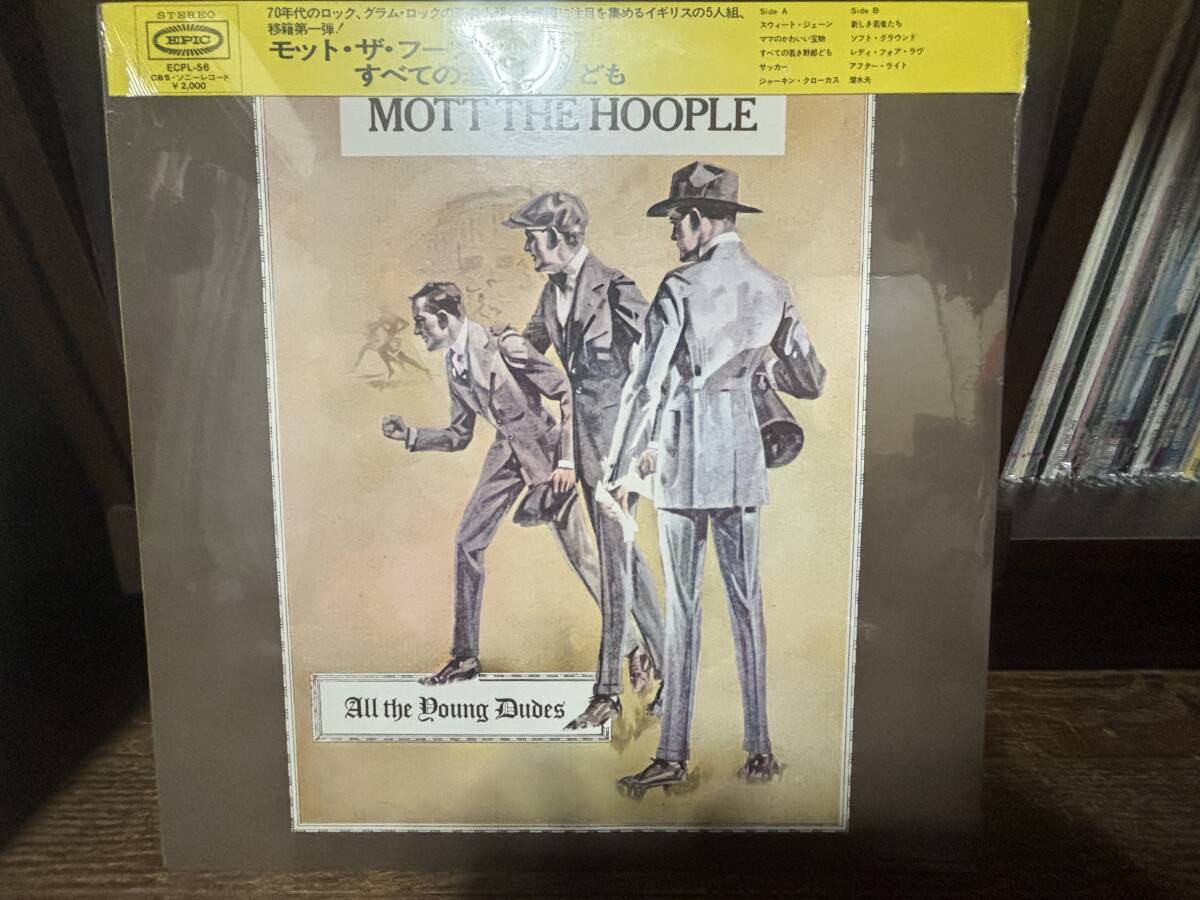 STEREO
EPIC
ECPL-56
CBS・ソニーレコード
¥2,000
70年代のロック、グラム・ロックの 注目を集めるイギリスの5人組、
移籍第一弾!
モット・ザ・フー
すべての ども
Side A
スウィート・ジェーン
ママのかわいい宝物
すべての若き野郎ども
サッカー
ジャーキン・クローカス
Side B
新しき若者たち
ソフト・グラウンド
レディ・フォア・ラヴ
アフター・ライト
潜水夫
MOTT THE HOOPLE
All the Young Dudes